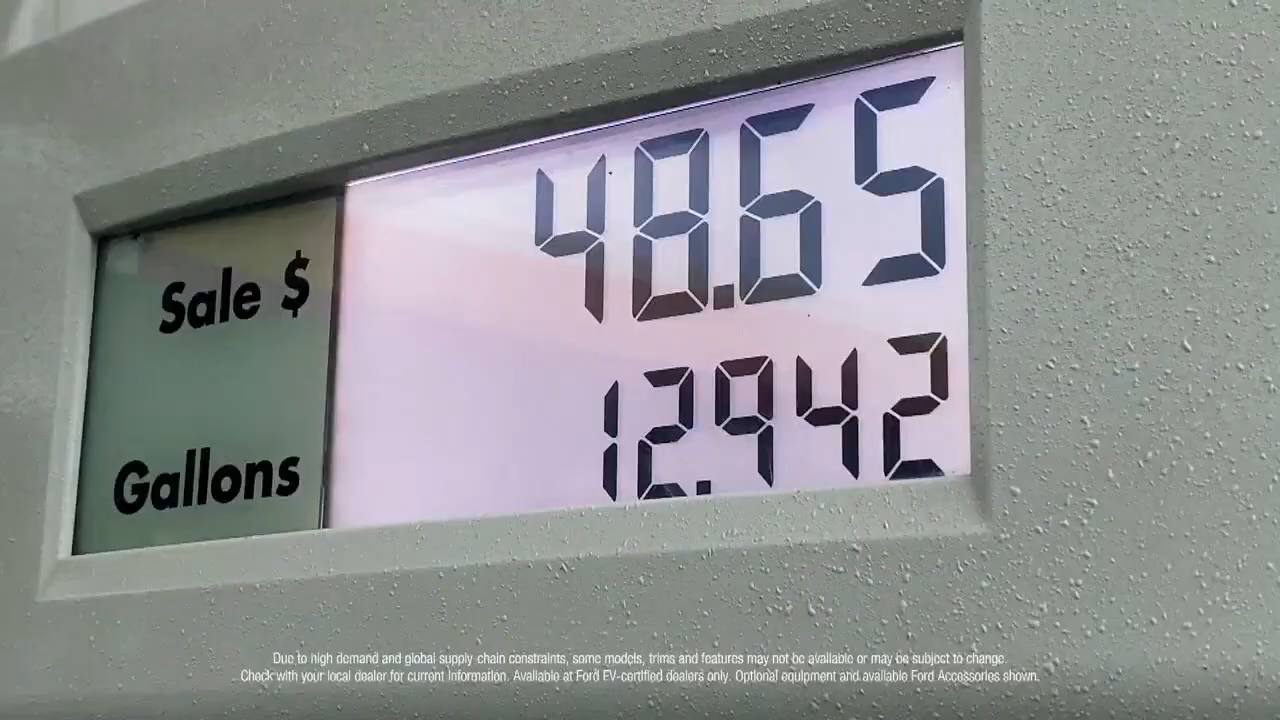 Sale $ 48.65
Gallons 12.942
Due to high demand and global supply chain constraints, some models, trims and features may not be available or may be subject to change.
Check with your local dealer for current information. Available at Ford EV-certified dealers only. Optional equipment and available Ford Accessories shown.